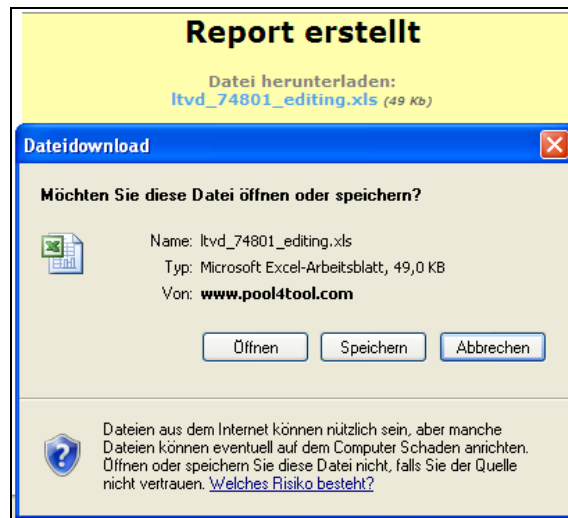 Report erstellt
Datei herunterladen:
ltvd_74801_editing.xls (49 Kb)
Dateidownload
Möchten Sie diese Datei öffnen oder speichern?
Name: ltvd_74801_editing.xls
Typ: Microsoft Excel-Arbeitsblatt, 49,0 KB
Von: www.pool4tool.com
Öffnen Speichern Abbrechen
Dateien aus dem Internet können nützlich sein, aber manche
Dateien können eventuell auf dem Computer Schaden anrichten.
Öffnen oder speichern Sie diese Datei nicht, falls Sie der Quelle
nicht vertrauen. Welches Risiko besteht?